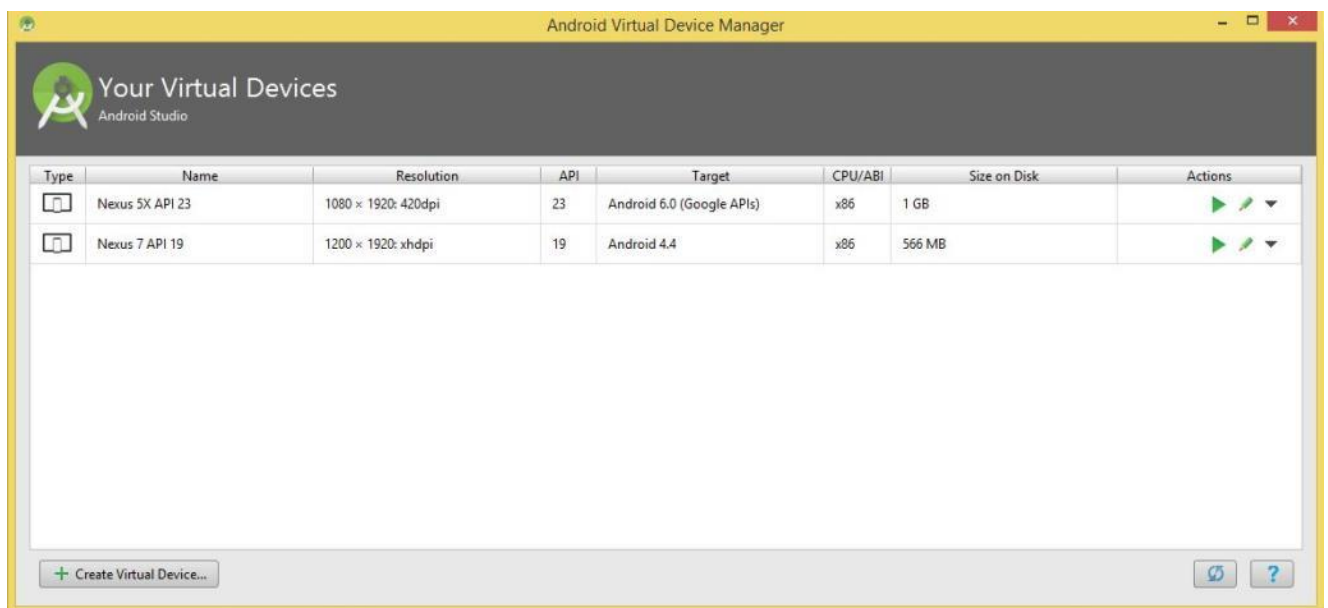 Android Virtual Device Manager
Your Virtual Devices
Android Studio
Type Name Resolution API Target CPU/ABI Size on Disk Actions
Nexus 5X API 23 1080 × 1920: 420dpi 23 Android 6.0 (Google APIs) x86 1 GB
Nexus 7 API 19 1200 × 1920: xhdpi 19 Android 4.4 x86 566 MB
Create Virtual Device...
?